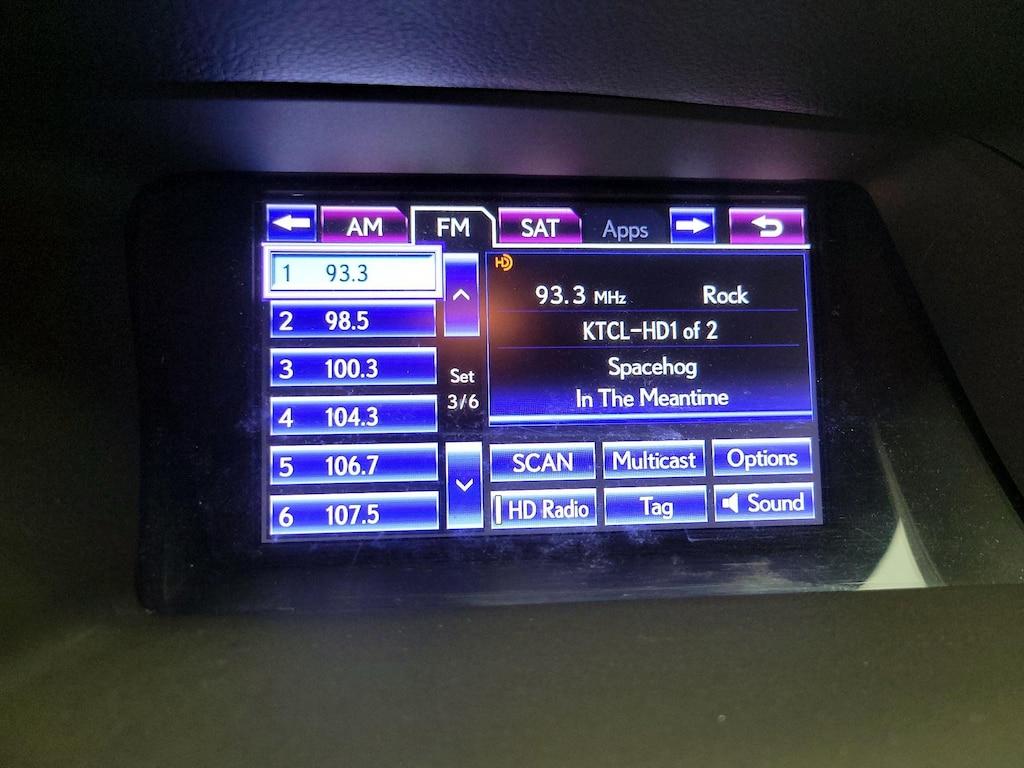 AM FM SAT Apps
1 93.3
2 98.5
3 100.3
4 104.3
5 106.7
6 107.5
Set
3/6
HD
93.3 MHz Rock
KTCL-HD1 of 2
Spacehog
In The Meantime
SCAN Multicast Options
HD Radio Tag Sound